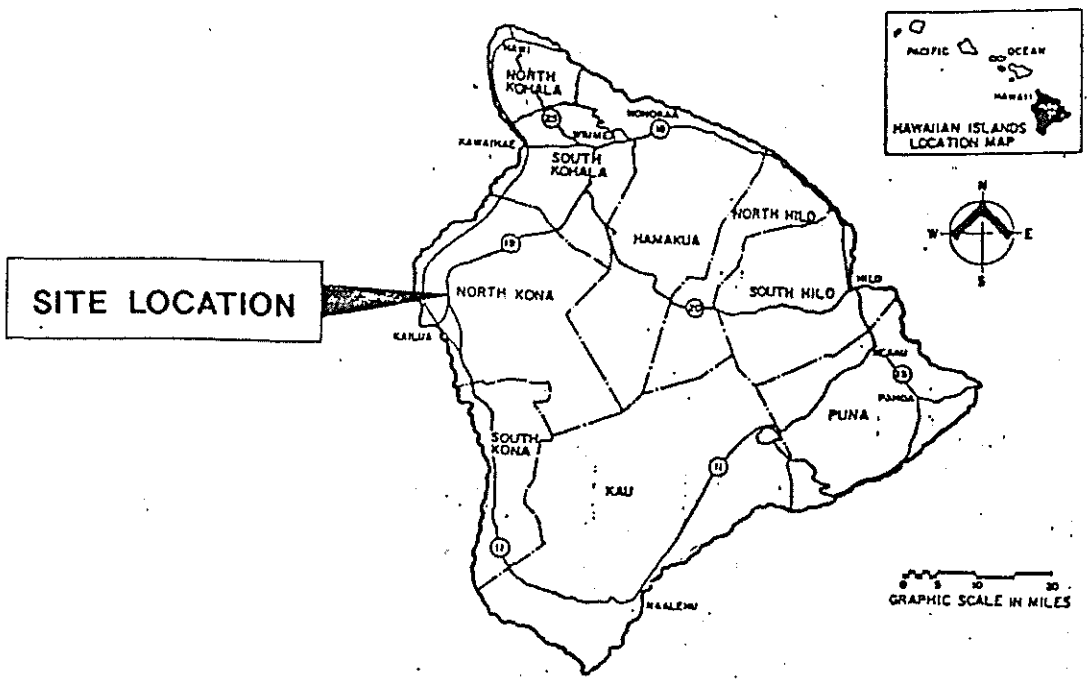 HAWI
NORTH
KOHALA
PACIFIC
OCEAN
HAWAII
HAWAIIAN ISLANDS
LOCATION MAP
HONOKAA
WAIMEA
19
KAWAIHAE
SOUTH
KOHALA
N
W
E
S
NORTH HILO
HAMAKUA
19
SITE LOCATION
NORTH KONA
SOUTH HILO
HILO
20
KAILUA
KEAAU
PAHOA
PUNA
SOUTH
KONA
11
KAU
11
0 5 10 20
GRAPHIC SCALE IN MILES
NAALEHU